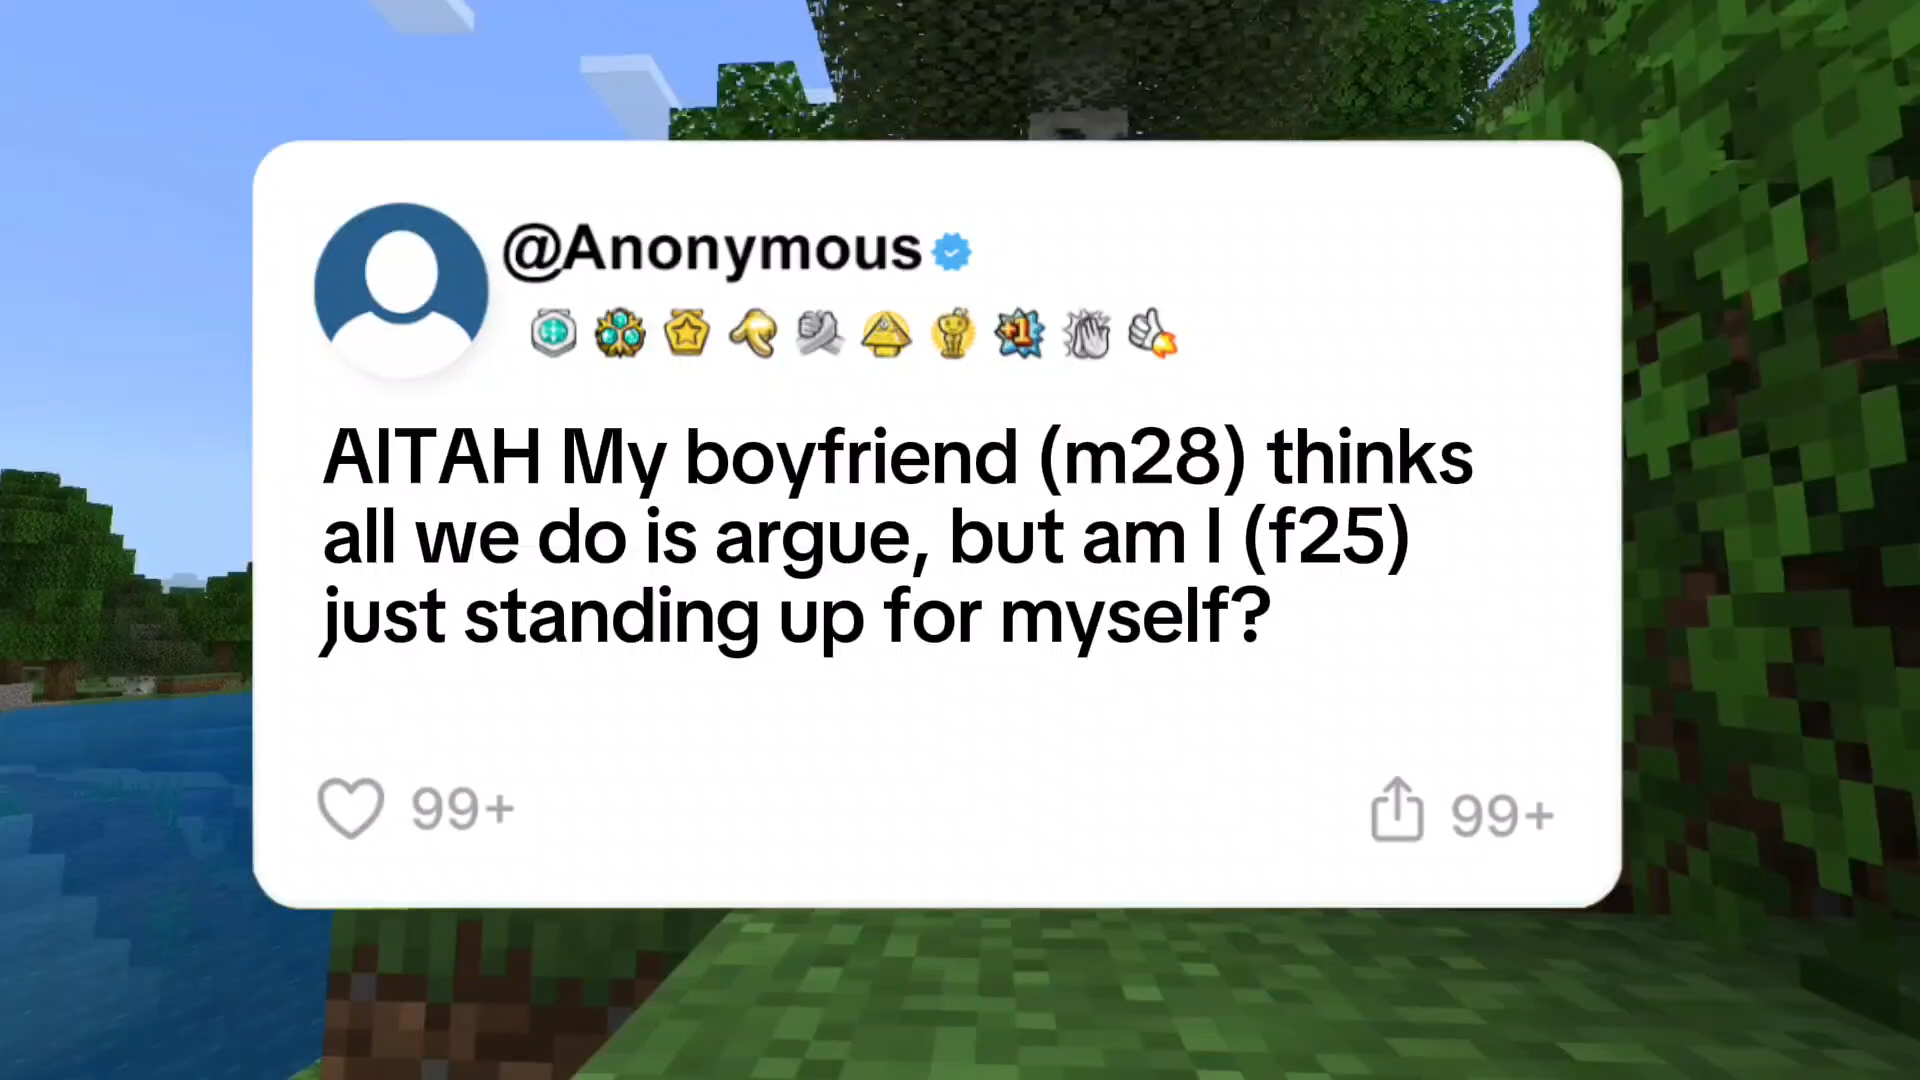 @Anonymous
+1
AITAH My boyfriend (m28) thinks
all we do is argue, but am I (f25)
just standing up for myself?
99+
99+